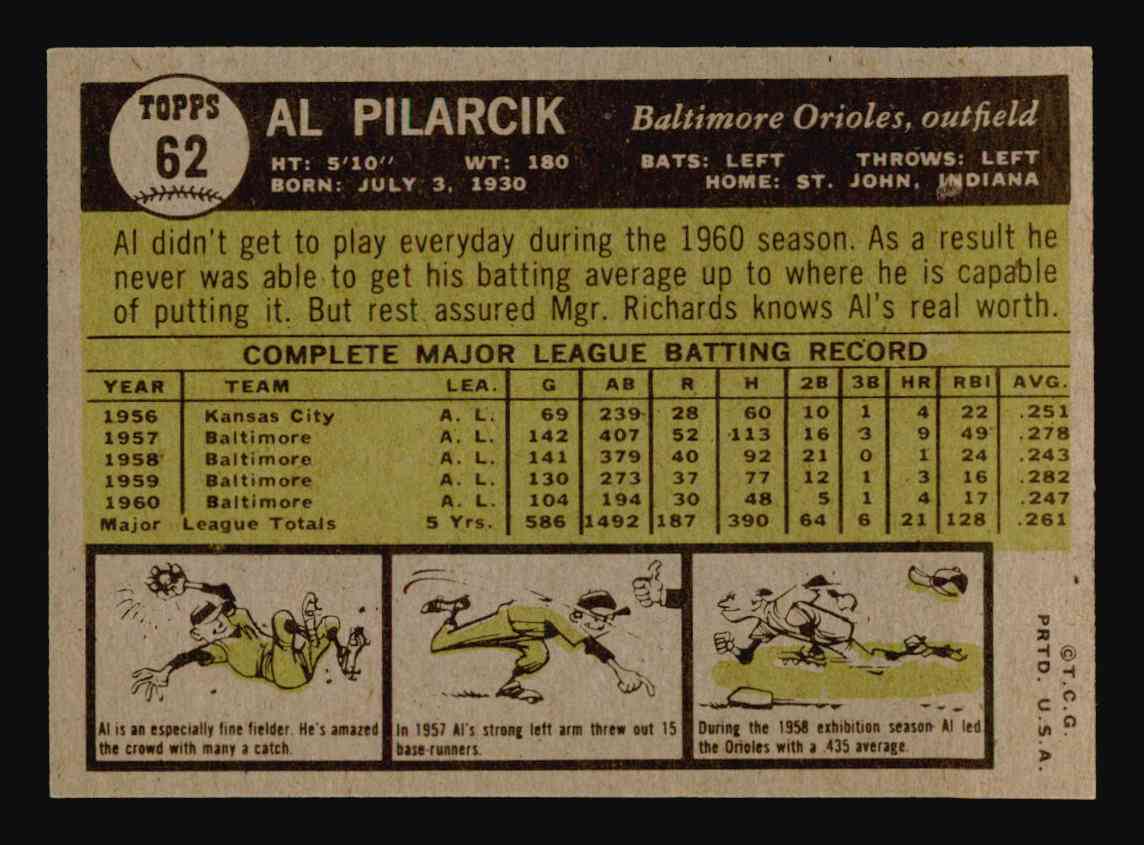 TOPPS
62
AL PILARCIK
Baltimore Orioles, outfield
HT: 5'10" WT: 180 BATS: LEFT THROWS: LEFT
BORN: JULY 3, 1930 HOME: ST. JOHN, INDIANA
Al didn't get to play everyday during the 1960 season. As a result he
never was able to get his batting average up to where he is capable
of putting it. But rest assured Mgr. Richards knows Al's real worth.
COMPLETE MAJOR LEAGUE BATTING RECORD
YEAR TEAM LEA. G AB R H 2B 3B HR RBI AVG.
1956 Kansas City A. L. 69 239 28 60 10 1 4 22 .251
1957 Baltimore A. L. 142 407 52 113 16 3 9 49 .278
1958 Baltimore A. L. 141 379 40 92 21 0 1 24 .243
1959 Baltimore A. L. 130 273 37 77 12 1 3 16 .282
1960 Baltimore A. L. 104 194 30 48 5 1 4 17 .247
Major League Totals 5 Yrs. 586 1492 187 390 64 6 21 128 .261
Al is an especially fine fielder. He's amazed
the crowd with many a catch.
In 1957 Al's strong left arm threw out 15
base-runners.
During the 1958 exhibition season Al led
the Orioles with a .435 average.
©T.C.G.
PRTD. U.S.A.